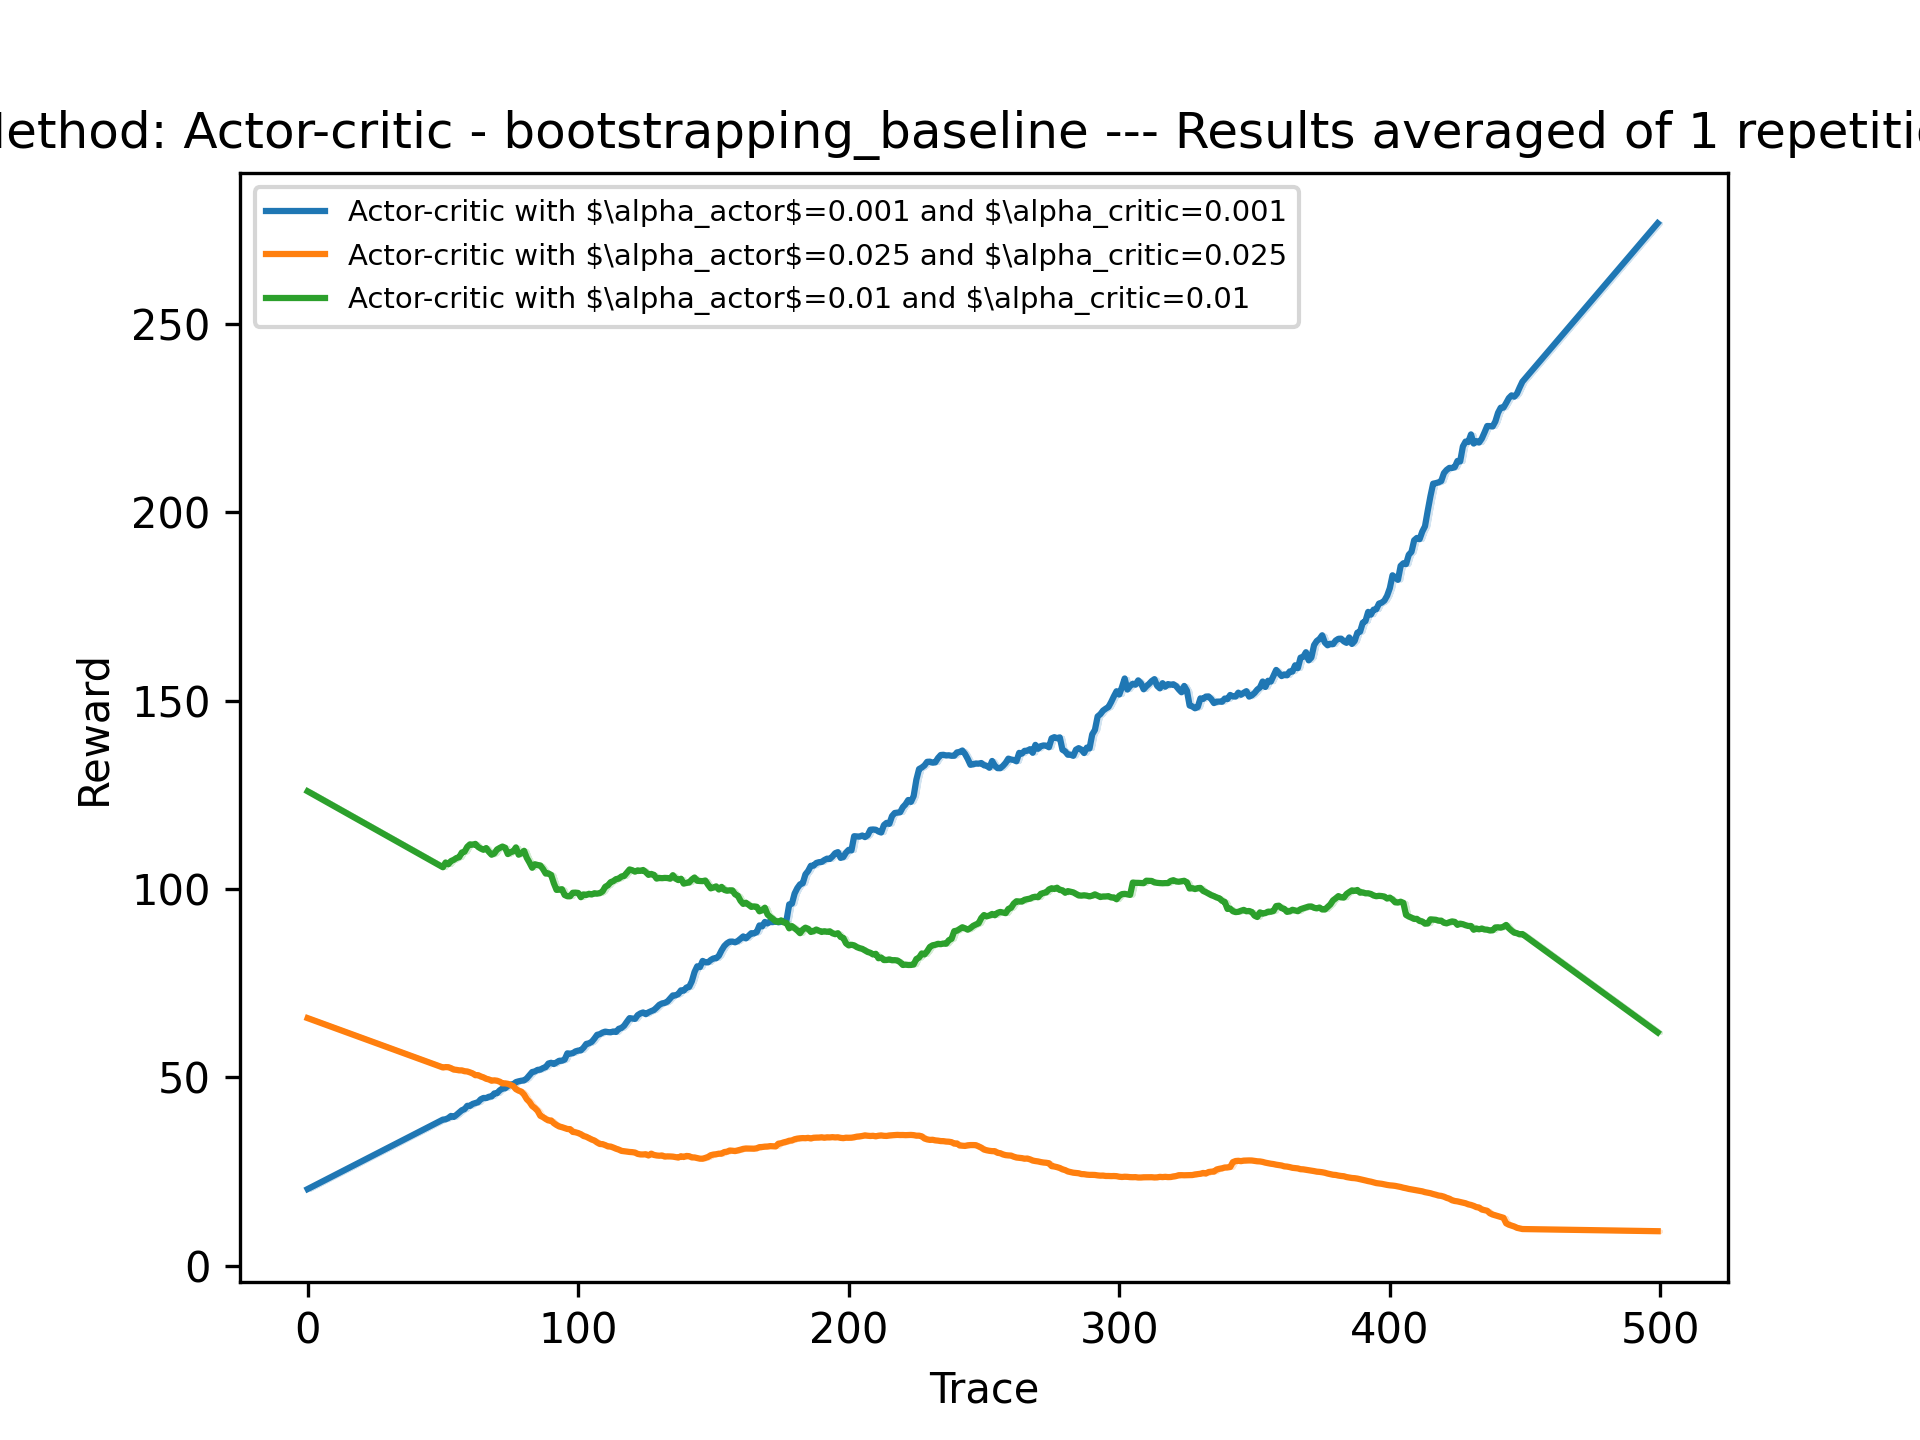 ethod: Actor-critic - bootstrapping_baseline --- Results averaged of 1 repetiti
Actor-critic with $\alpha_actor$=0.001 and $\alpha_critic=0.001
Actor-critic with $\alpha_actor$=0.025 and $\alpha_critic=0.025
Actor-critic with $\alpha_actor$=0.01 and $\alpha_critic=0.01
250
200
150
100
50
0
Reward
0 100 200 300 400 500
Trace